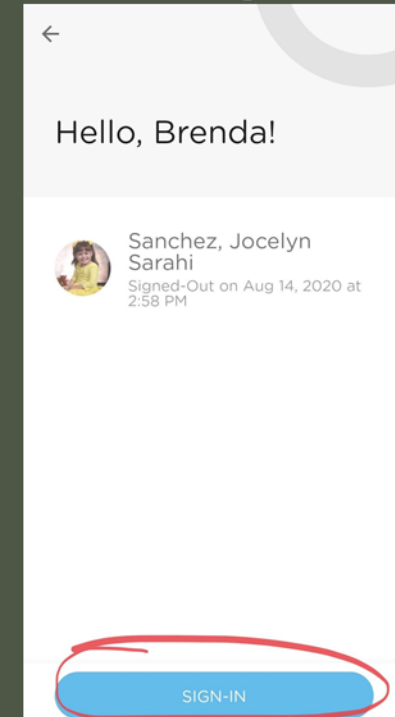 Hello, Brenda!
Sanchez, Jocelyn
Sarahi
Signed-Out on Aug 14, 2020 at
2:58 PM
SIGN-IN